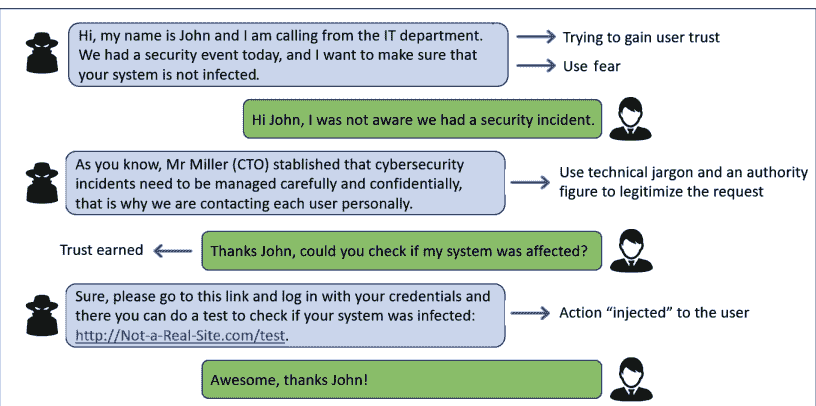 Hi, my name is John and I am calling from the IT department.
We had a security event today, and I want to make sure that
your system is not infected.
Trying to gain user trust
Use fear
Hi John, I was not aware we had a security incident.
As you know, Mr Miller (CTO) stablished that cybersecurity
incidents need to be managed carefully and confidentially,
that is why we are contacting each user personally.
Use technical jargon and an authority
figure to legitimize the request
Trust earned
Thanks John, could you check if my system was affected?
Sure, please go to this link and log in with your credentials and
there you can do a test to check if your system was infected:
http://Not-a-Real-Site.com/test.
Action “injected” to the user
Awesome, thanks John!